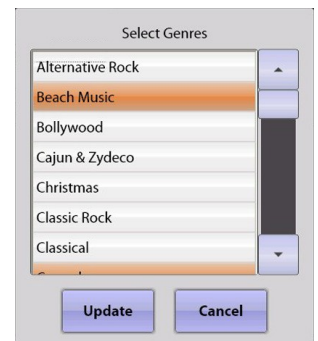 Select Genres
Alternative Rock
Beach Music
Bollywood
Cajun & Zydeco
Christmas
Classic Rock
Classical
Update
Cancel